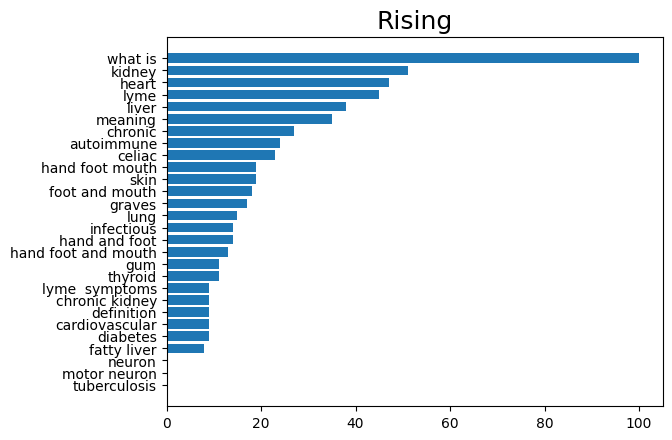 Rising
what is
kidney
heart
lyme
liver
meaning
chronic
autoimmune
celiac
hand foot mouth
skin
foot and mouth
graves
lung
infectious
hand and foot
hand foot and mouth
gum
thyroid
lyme  symptoms
chronic kidney
definition
cardiovascular
diabetes
fatty liver
neuron
motor neuron
tuberculosis
0 20 40 60 80 100